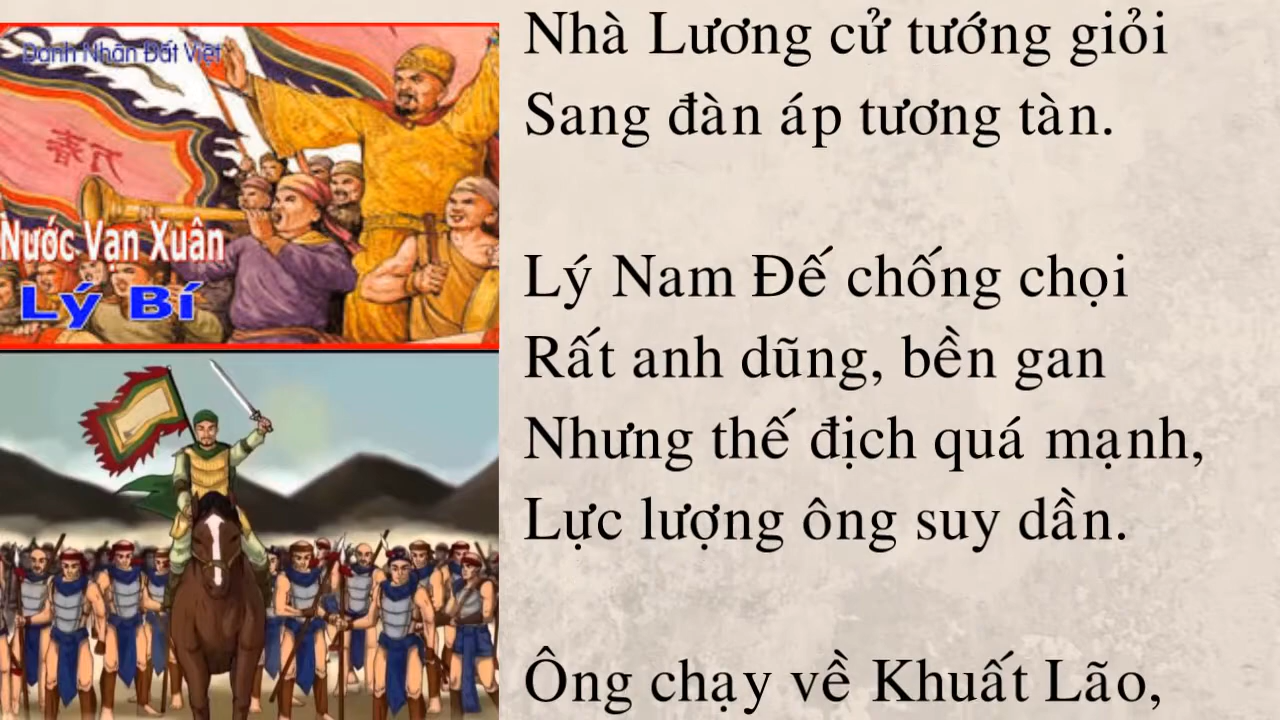 Danh Nhân Đất Việt
万春
Nước Vạn Xuân
Lý Bí
Nhà Lương cử tướng giỏi
Sang đàn áp tương tàn.
Lý Nam Đế chống chọi
Rất anh dũng, bền gan
Nhưng thế địch quá mạnh,
Lực lượng ông suy dần.
Ông chạy về Khuất Lão,